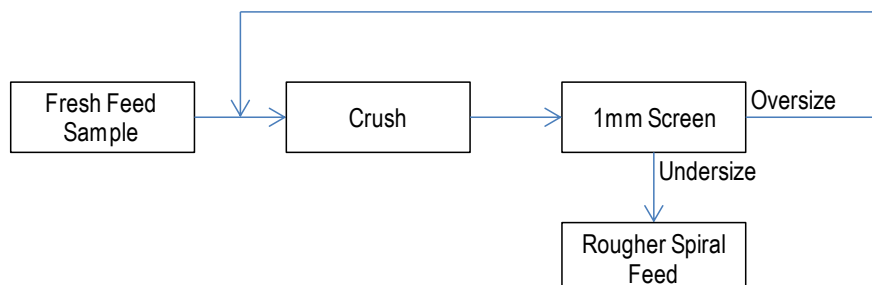 Fresh Feed
Sample
Crush
1mm Screen
Oversize
Undersize
Rougher Spiral
Feed